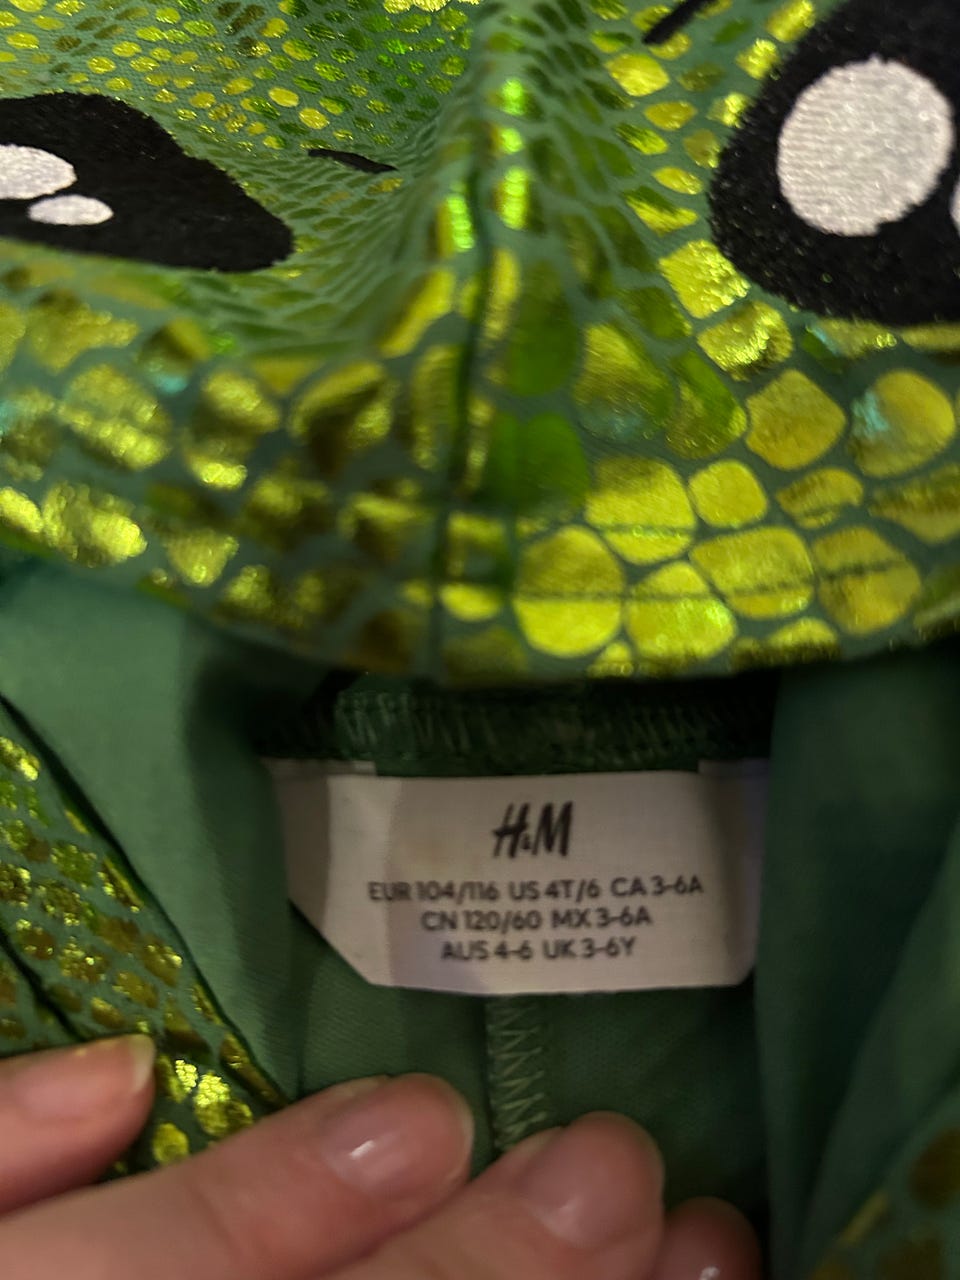 H&M
EUR 104/116 US 4T/6 CA 3-6A
CN 120/60 MX 3-6A
AUS 4-6 UK 3-6Y